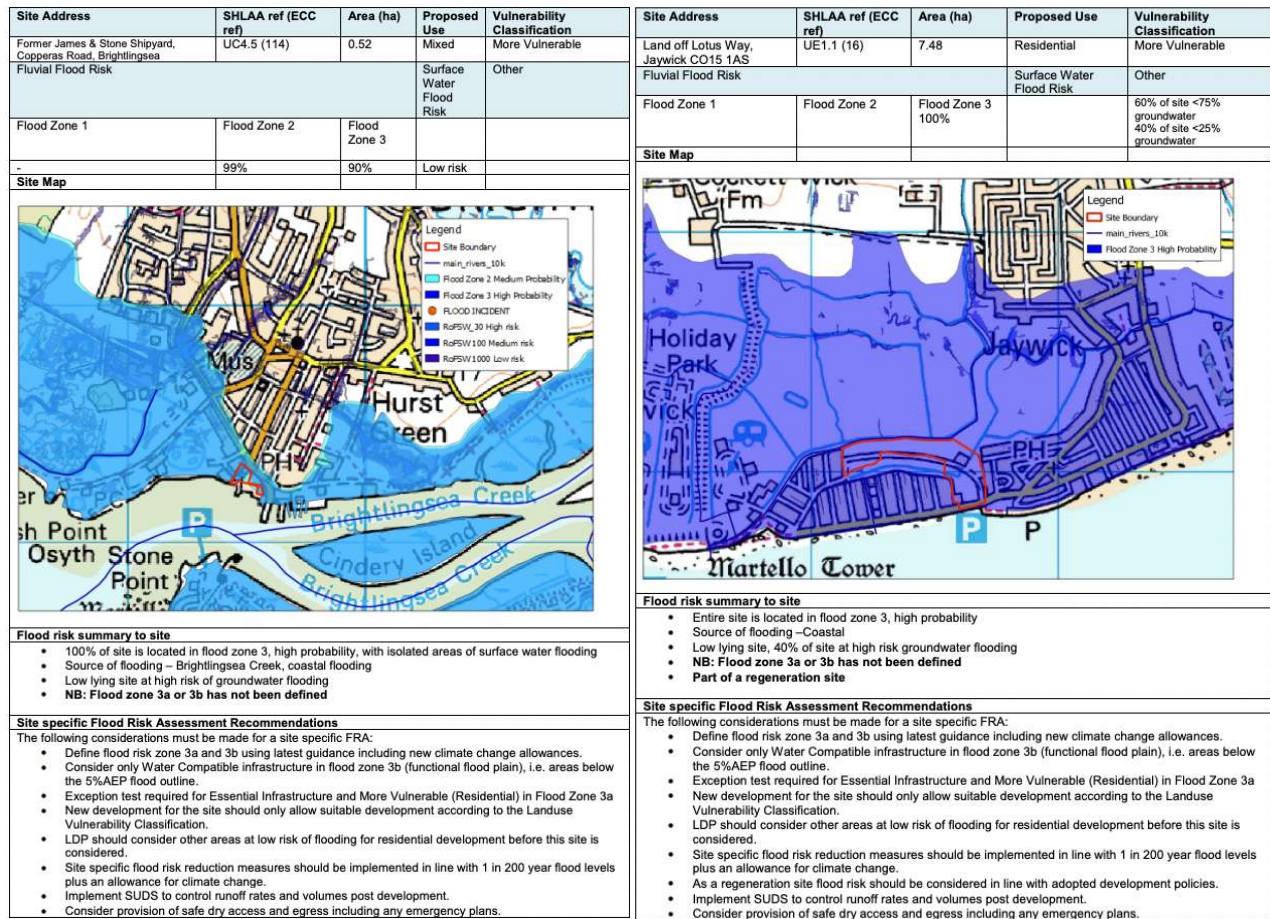 Site Address
SHLAA ref (ECC
ref)
Area (ha)
Proposed
Use
Vulnerability
Classification
Former James & Stone Shipyard,
Copperas Road, Brightlingsea
UC4.5 (114)
0.52
Mixed
More Vulnerable
Fluvial Flood Risk
Surface
Water
Flood
Risk
Other
Flood Zone 1
Flood Zone 2
Flood
Zone 3
-
99%
90%
Low risk
Site Map
Legend
Site Boundary
main_rivers_10k
Flood Zone 2 Medium Probability
Flood Zone 3 High Probability
FLOOD INCIDENT
RoFSW_30 High risk
RoFSW100 Medium risk
RoFSW1000 Low risk
Mus
Hurst
Green
PH
Brightlingsea Creek
P
sh Point
Osyth
Stone
Point
Cindery Island
Brightlingsea Creek
Flood risk summary to site
• 100% of site is located in flood zone 3, high probability, with isolated areas of surface water flooding
• Source of flooding – Brightlingsea Creek, coastal flooding
• Low lying site at high risk of groundwater flooding
• NB: Flood zone 3a or 3b has not been defined
Site specific Flood Risk Assessment Recommendations
The following considerations must be made for a site specific FRA:
• Define flood risk zone 3a and 3b using latest guidance including new climate change allowances.
• Consider only Water Compatible infrastructure in flood zone 3b (functional flood plain), i.e. areas below
the 5%AEP flood outline.
• Exception test required for Essential Infrastructure and More Vulnerable (Residential) in Flood Zone 3a
• New development for the site should only allow suitable development according to the Landuse
Vulnerability Classification.
• LDP should consider other areas at low risk of flooding for residential development before this site is
considered.
• Site specific flood risk reduction measures should be implemented in line with 1 in 200 year flood levels
plus an allowance for climate change.
• Implement SUDS to control runoff rates and volumes post development.
• Consider provision of safe dry access and egress including any emergency plans.
Site Address
SHLAA ref (ECC
ref)
Area (ha)
Proposed Use
Vulnerability
Classification
Land off Lotus Way,
Jaywick CO15 1AS
UE1.1 (16)
7.48
Residential
More Vulnerable
Fluvial Flood Risk
Surface Water
Flood Risk
Other
Flood Zone 1
Flood Zone 2
Flood Zone 3
100%
60% of site <75%
groundwater
40% of site <25%
groundwater
Site Map
Cockett Wick
Fm
Legend
Site Boundary
main_rivers_10k
Flood Zone 3 High Probability
Holiday
Park
Jaywick
wick
PH
P
P
Martello Tower
Flood risk summary to site
• Entire site is located in flood zone 3, high probability
• Source of flooding –Coastal
• Low lying site, 40% of site at high risk groundwater flooding
• NB: Flood zone 3a or 3b has not been defined
• Part of a regeneration site
Site specific Flood Risk Assessment Recommendations
The following considerations must be made for a site specific FRA:
• Define flood risk zone 3a and 3b using latest guidance including new climate change allowances.
• Consider only Water Compatible infrastructure in flood zone 3b (functional flood plain), i.e. areas below
the 5%AEP flood outline.
• Exception test required for Essential Infrastructure and More Vulnerable (Residential) in Flood Zone 3a
• New development for the site should only allow suitable development according to the Landuse
Vulnerability Classification.
• LDP should consider other areas at low risk of flooding for residential development before this site is
considered.
• Site specific flood risk reduction measures should be implemented in line with 1 in 200 year flood levels
plus an allowance for climate change.
• As a regeneration site flood risk should be considered in line with adopted development policies.
• Implement SUDS to control runoff rates and volumes post development.
• Consider provision of safe dry access and egress including any emergency plans.